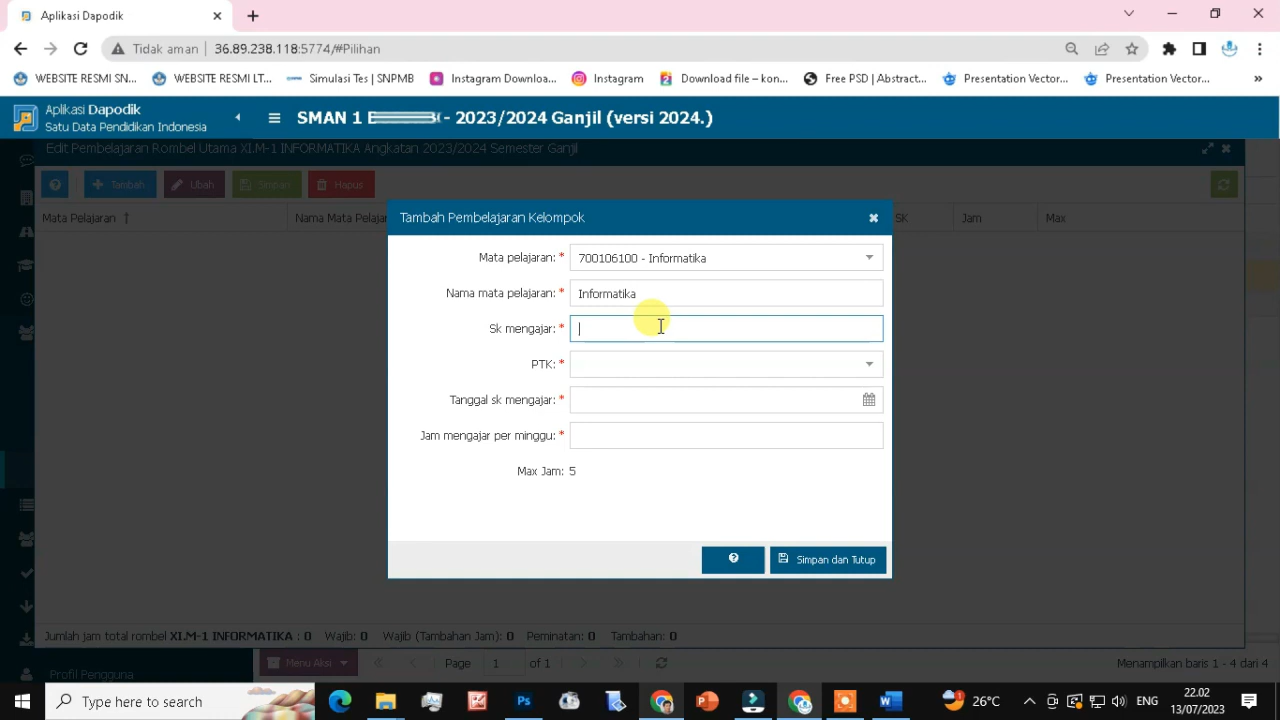 Aplikasi Dapodik
Tidak aman
36.89.238.118:5774/#Pilihan
WEBSITE RESMI SN...
WEBSITE RESMI LT...
Simulasi Tes | SNPMB
Instagram Downloa...
Instagram
Download file – kon...
Free PSD | Abstract...
Presentation Vector...
Presentation Vector...
»
Aplikasi Dapodik
Satu Data Pendidikan Indonesia
SMAN 1 - 2023/2024 Ganjil (versi 2024.)
Edit Pembelajaran Rombel Utama XI.M-1 INFORMATIKA Angkatan 2023/2024 Semester Ganjil
Tambah
Ubah
Simpan
Hapus
Mata Pelajaran
Nama Mata Pelajar
SK
Jam
Max
Tambah Pembelajaran Kelompok
Mata pelajaran: * 700106100 - Informatika
Nama mata pelajaran: * Informatika
Sk mengajar: *
PTK: *
Tanggal sk mengajar: *
Jam mengajar per minggu: *
Max Jam: 5
Simpan dan Tutup
Jumlah jam total rombel XI.M-1 INFORMATIKA : 0 Wajib: 0 Wajib (Tambahan Jam): 0 Peminatan: 0 Tambahan: 0
Profil Pengguna
Menu Aksi
Page 1 of 1
Menampilkan baris 1 - 4 dari 4
Type here to search
26°C
ENG
22.02
13/07/2023